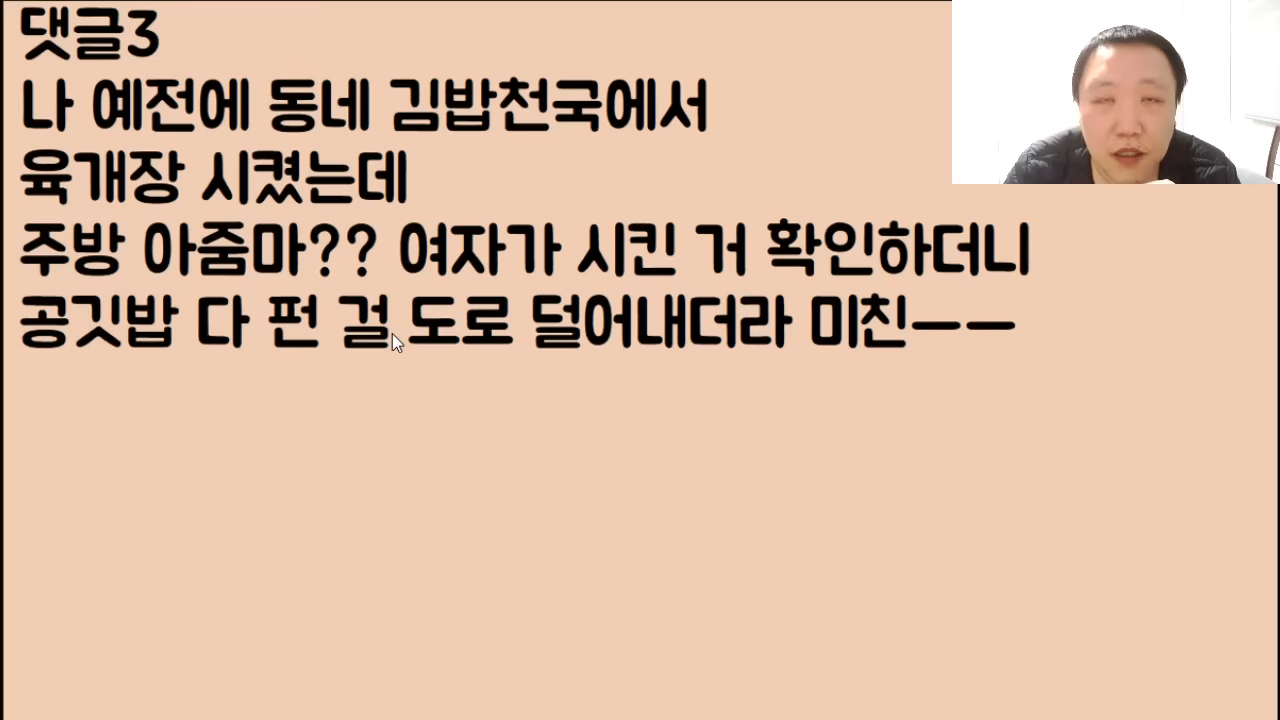 댓글3
나 예전에 동네 김밥천국에서
육개장 시켰는데
주방 아줌마?? 여자가 시킨 거 확인하더니
공깃밥 다 펀 걸 도로 덜어내더라 미친ㅡㅡ